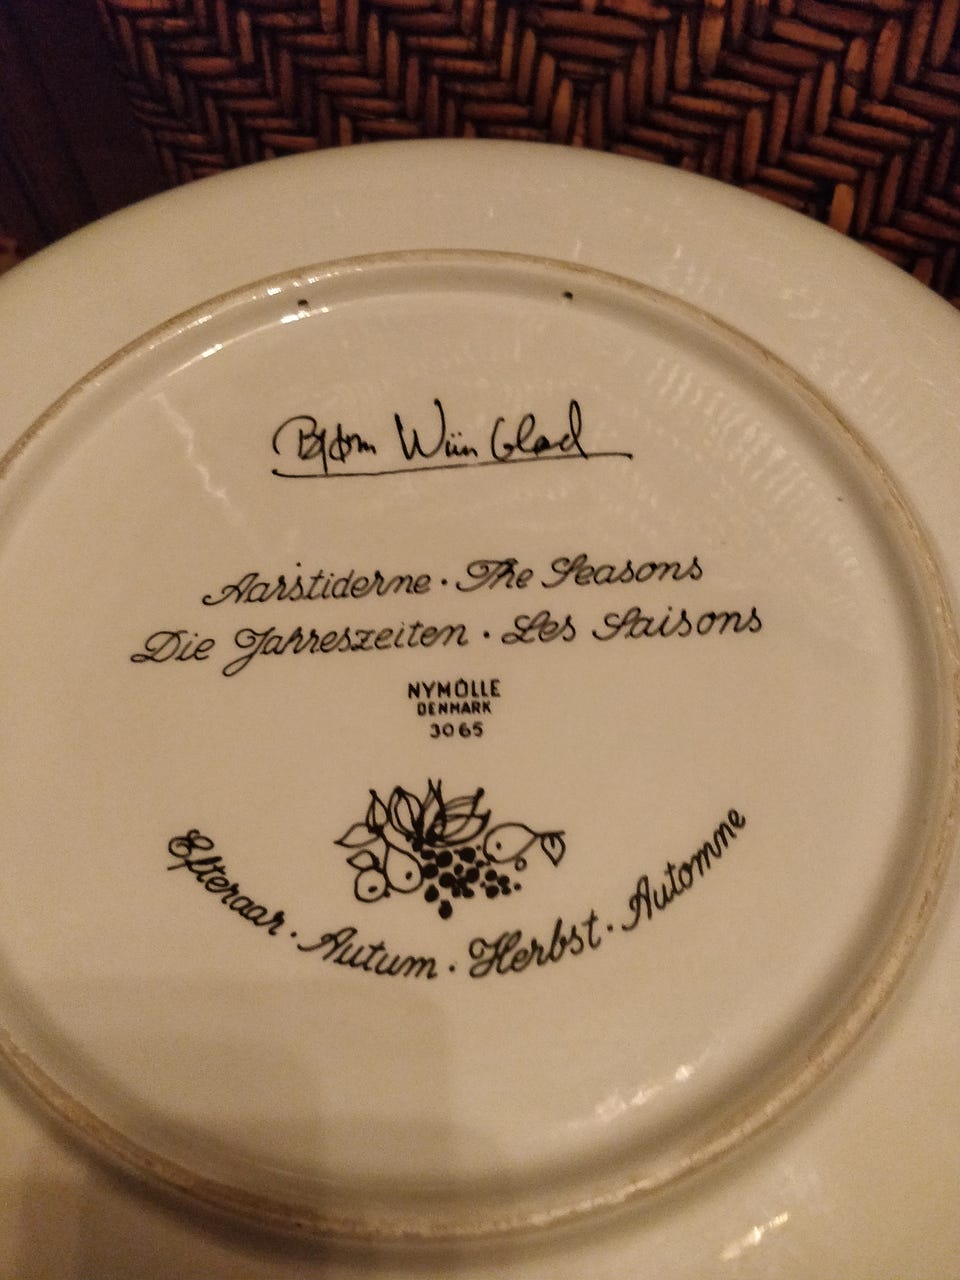 Bjørn Wiinblad
Aarstiderne · The Seasons
Die Jahreszeiten · Les Saisons
NYMÖLLE
DENMARK
3065
Efteraar · Autum · Herbst · Automne